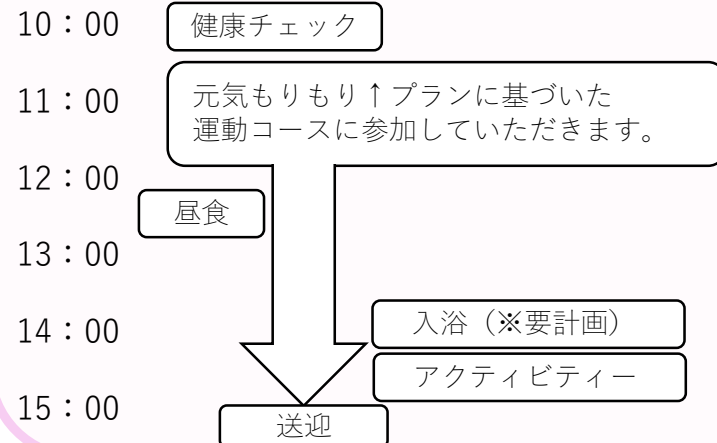 10：00
健康チェック
11：00
元気もりもり↑プランに基づいた
運動コースに参加していただきます。
12：00
昼食
13：00
14：00
入浴（※要計画）
アクティビティー
15：00
送迎